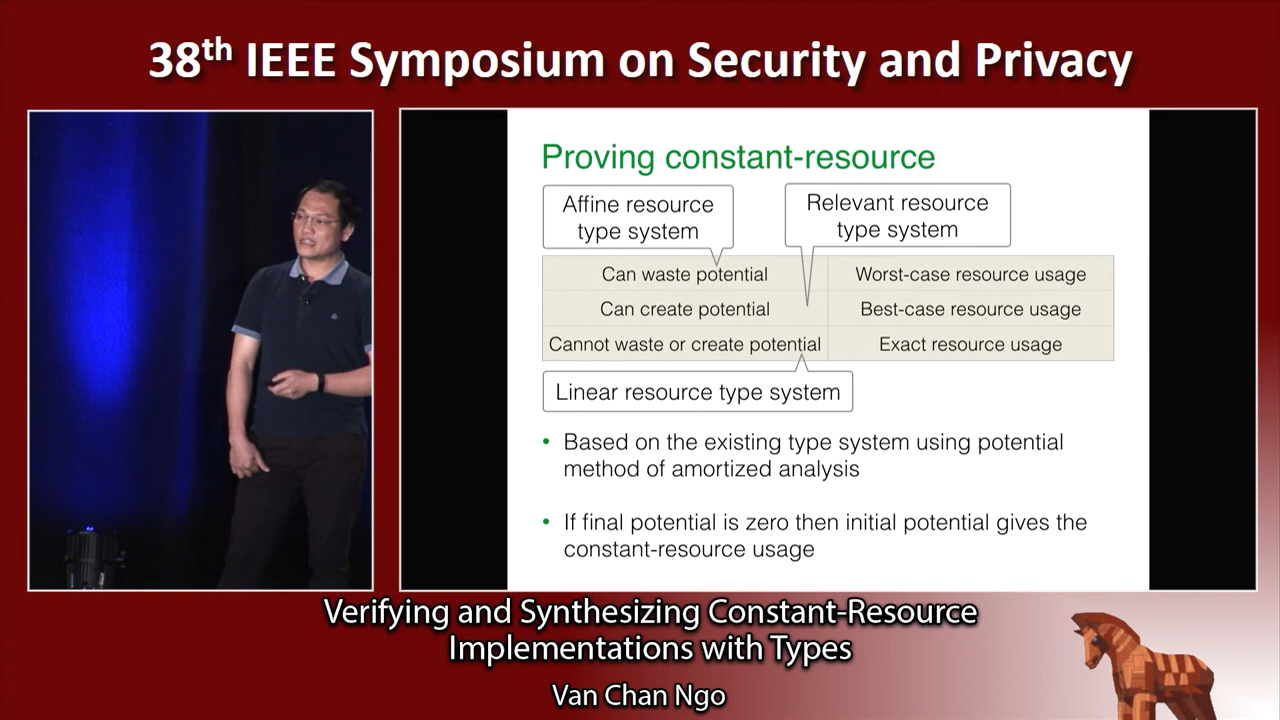 38th IEEE Symposium on Security and Privacy
Proving constant-resource
Affine resource
type system
Relevant resource
type system
Can waste potential
Worst-case resource usage
Can create potential
Best-case resource usage
Cannot waste or create potential
Exact resource usage
Linear resource type system
• Based on the existing type system using potential
method of amortized analysis
• If final potential is zero then initial potential gives the
constant-resource usage
Verifying and Synthesizing Constant-Resource
Implementations with Types
Van Chan Ngo